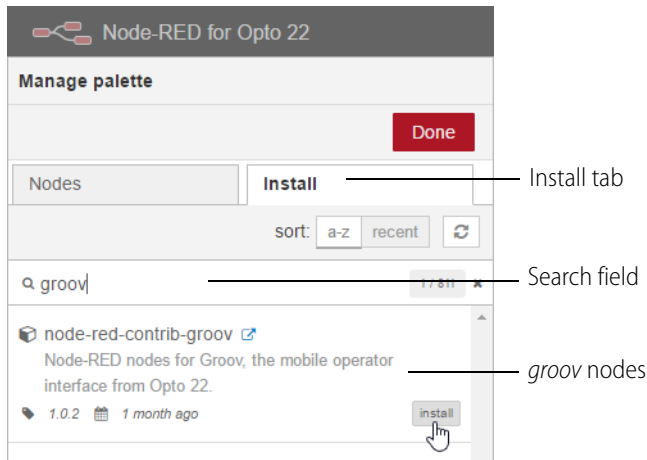 Node-RED for Opto 22
Manage palette
Done
Nodes
Install
Install tab
sort: a-z recent
groov
1 / 811
Search field
node-red-contrib-groov
Node-RED nodes for Groov, the mobile operator
interface from Opto 22.
groov nodes
1.0.2 1 month ago
install